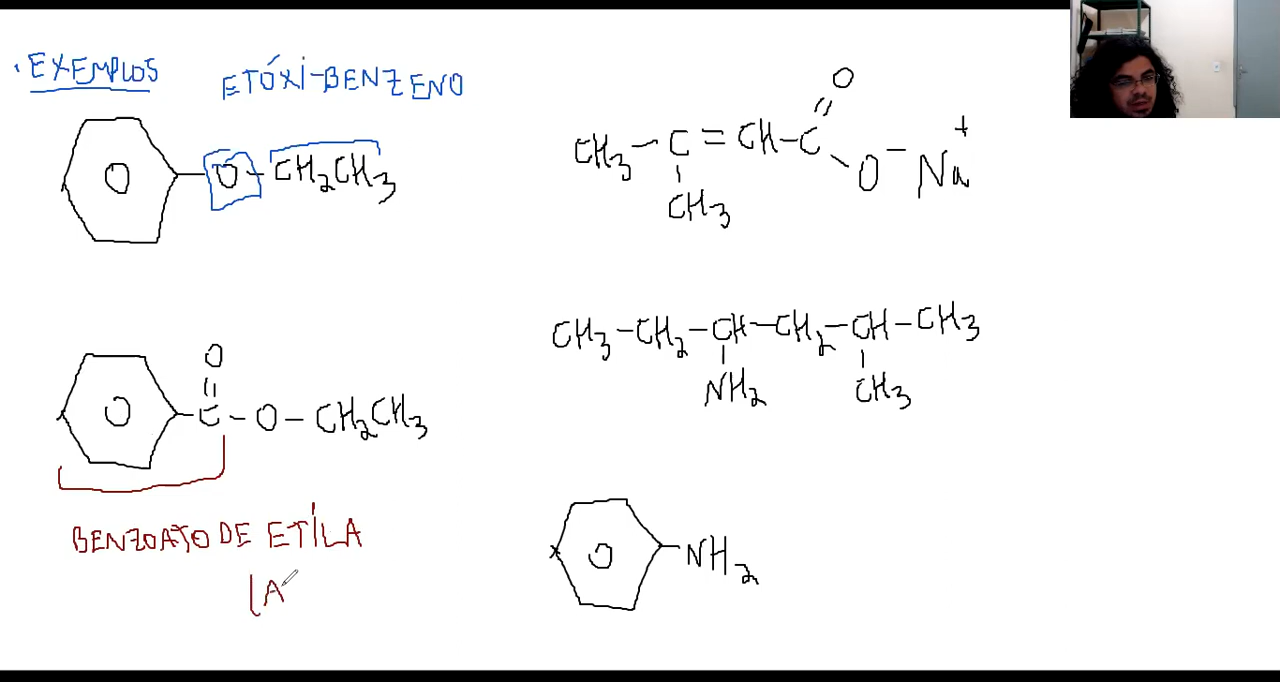 . EXEMPLOS
ETÓXI-BENZENO
O - O - CH2CH3
O
CH3 - C = CH - C - O⁻ Na⁺
CH3
CH3 - CH2 - CH - CH2 - CH - CH3
NH2 CH3
O
O - C - O - CH2CH3
BENZOATO DE ETÍLA
(A
O - NH2